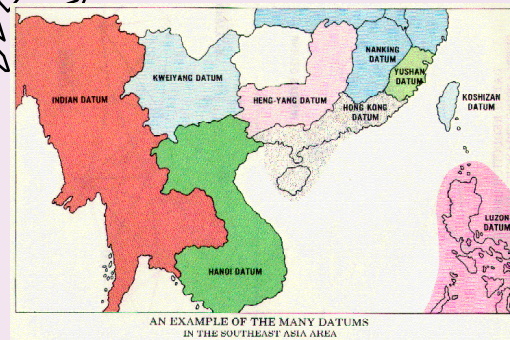 NANKING
DATUM
KWEIYANG DATUM
YUSHAN
DATUM
INDIAN DATUM
HENG-YANG DATUM
HONG KONG
DATUM
KOSHIZAN
DATUM
LUZON
DATUM
HANOI DATUM
AN EXAMPLE OF THE MANY DATUMS
IN THE SOUTHEAST ASIA AREA